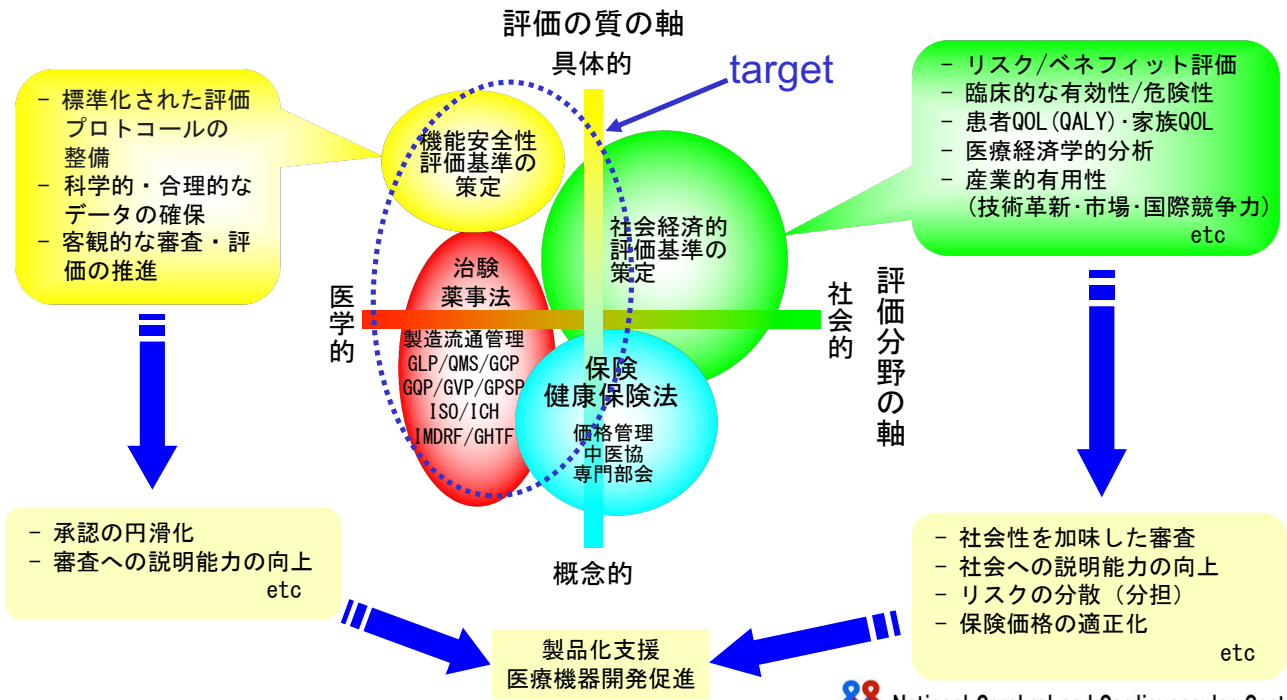 評価の質の軸
具体的
target
- 標準化された評価
プロトコールの
整備
- 科学的・合理的な
データの確保
- 客観的な審査・評
価の推進
機能安全性
評価基準の
策定
- リスク/ベネフィット評価
- 臨床的な有効性/危険性
- 患者QOL(QALY)・家族QOL
- 医療経済学的分析
- 産業的有用性
(技術革新・市場・国際競争力)
etc
社会経済的
評価基準の
策定
治験
薬事法
製造流通管理
GLP/QMS/GCP
GQP/GVP/GPSP
ISO/ICH
IMDRF/GHTF
医学的
社会的
評価分野の軸
保険
健康保険法
価格管理
中医協
専門部会
概念的
- 承認の円滑化
- 審査への説明能力の向上
etc
- 社会性を加味した審査
- 社会への説明能力の向上
- リスクの分散（分担）
- 保険価格の適正化
etc
製品化支援
医療機器開発促進